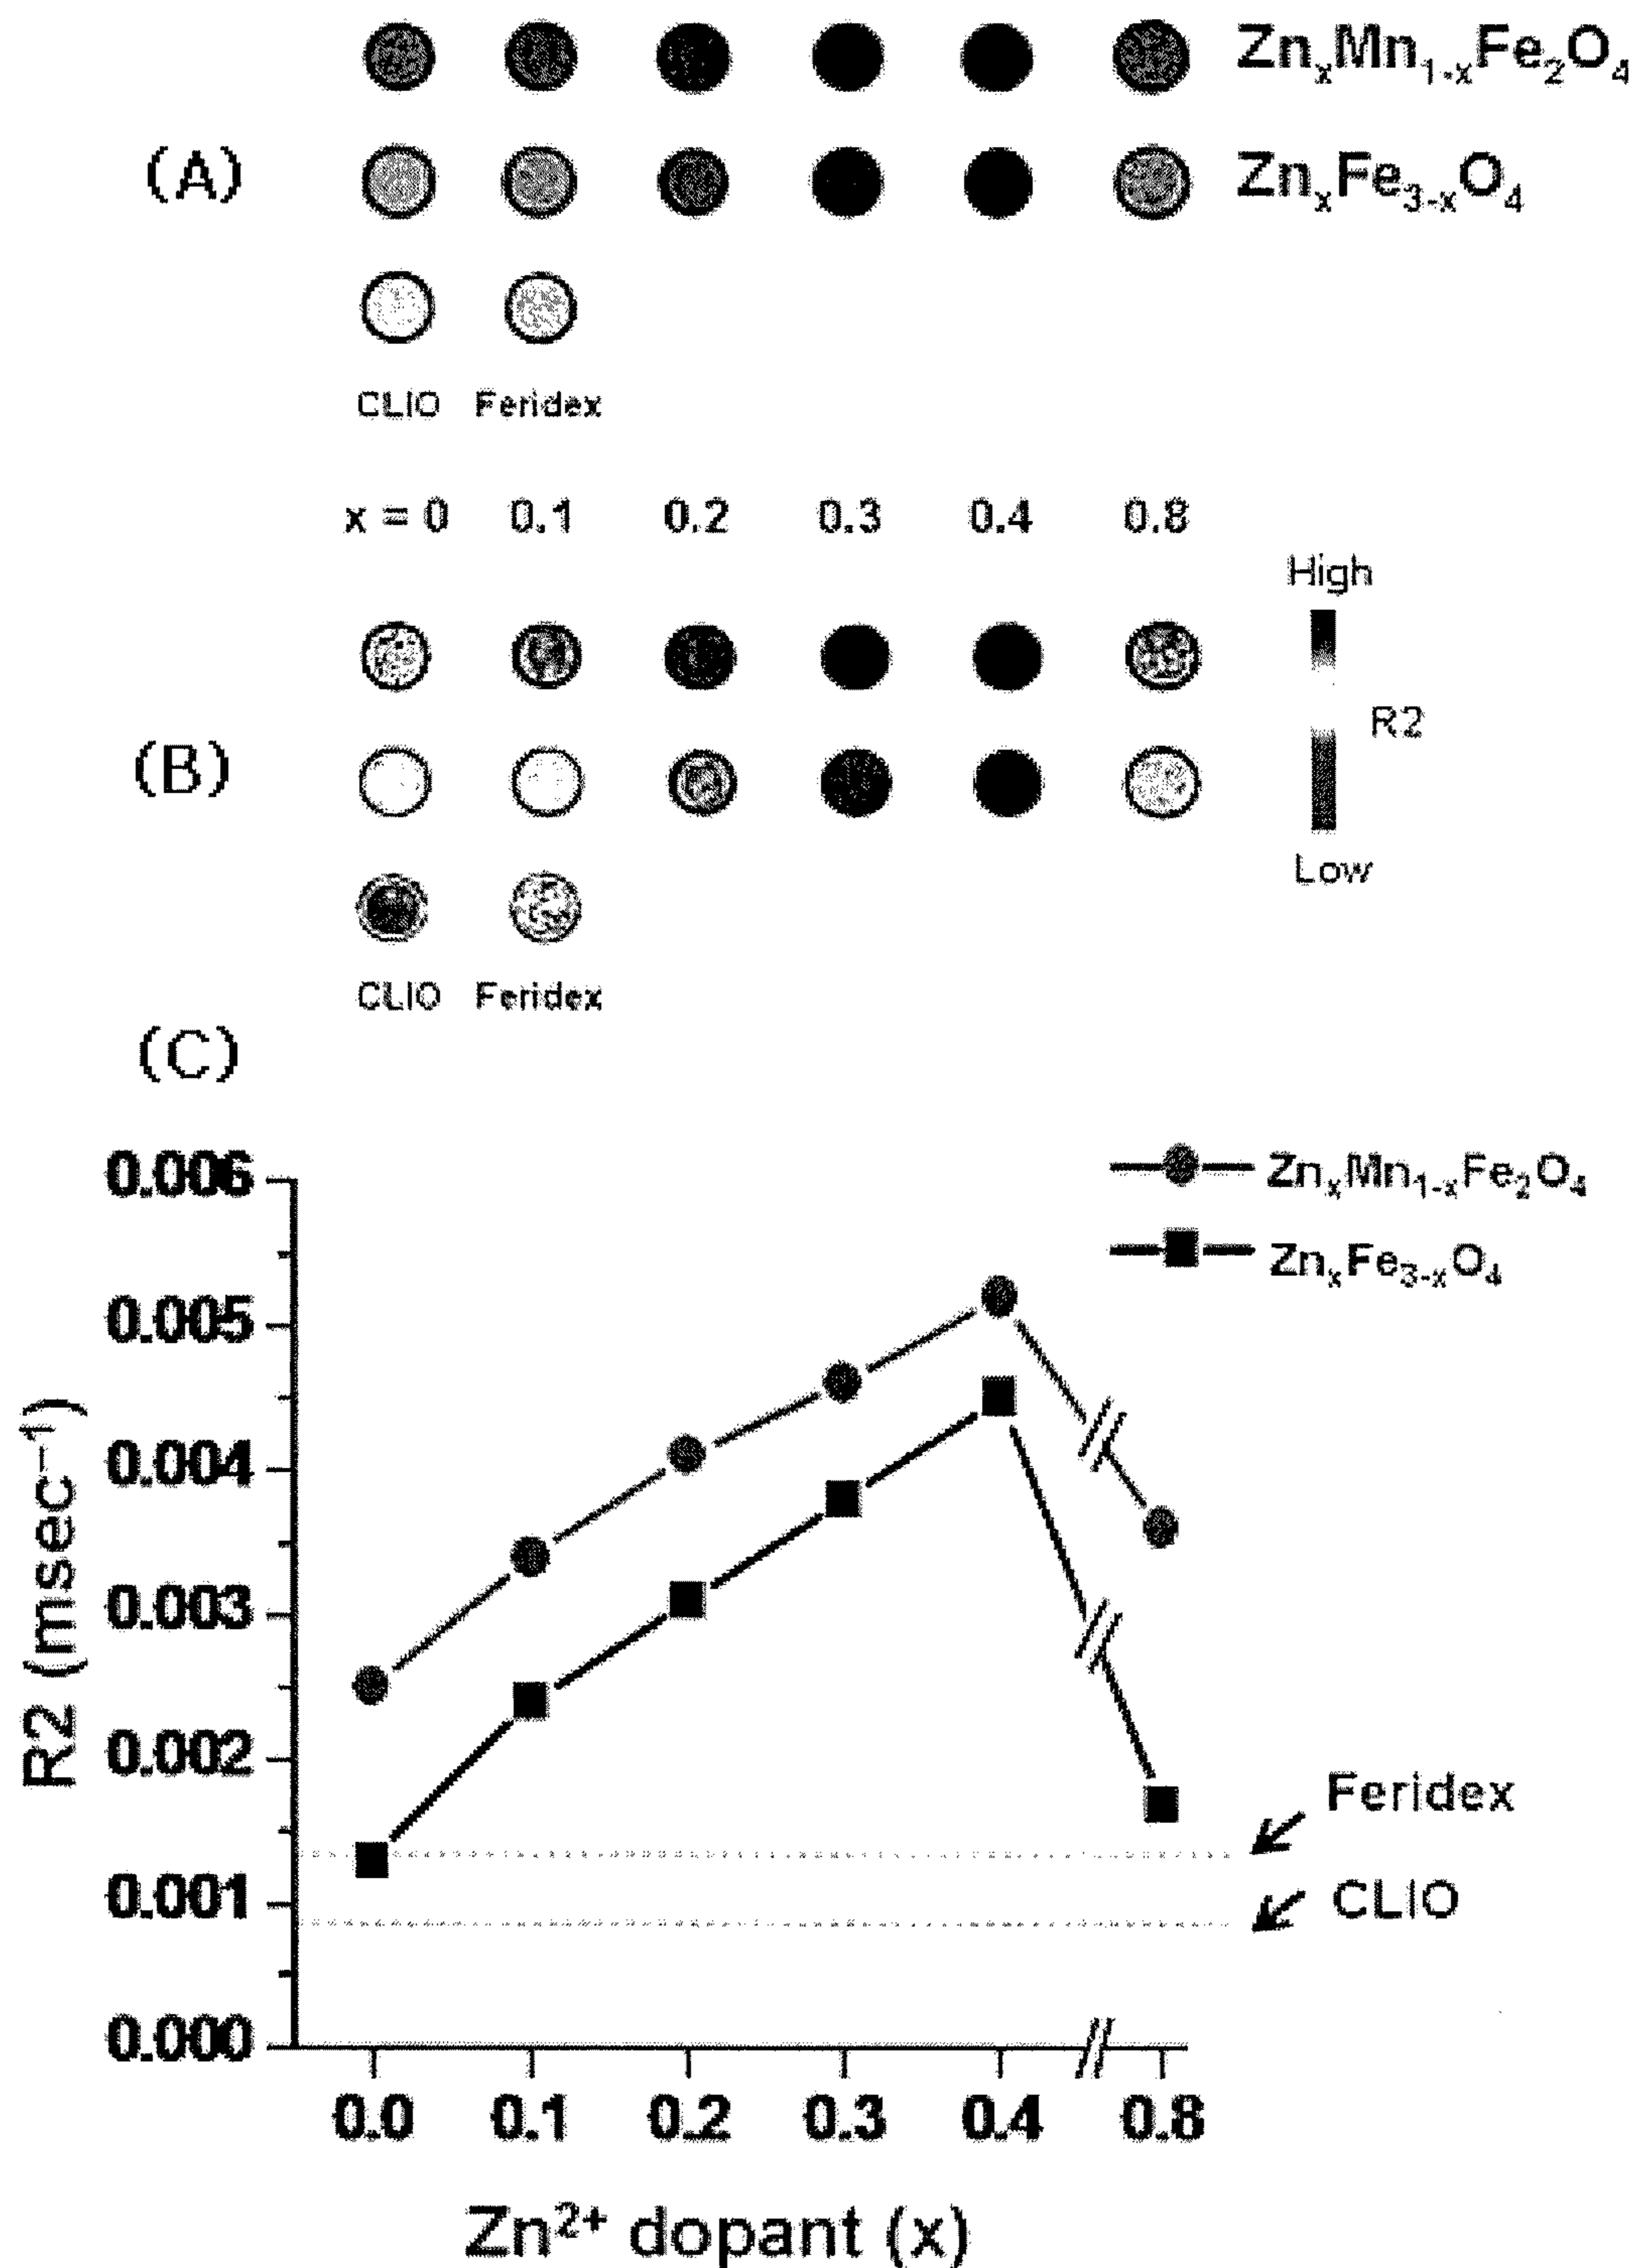 ZnₓMn₁₋ₓFe₂O₄
(A)
ZnₓFe₃₋ₓO₄
CLIO Feridex
x = 0 0.1 0.2 0.3 0.4 0.8
High
R2
(B)
Low
CLIO Feridex
(C)
0.006
ZnₓMn₁₋ₓFe₂O₄
ZnₓFe₃₋ₓO₄
0.005
0.004
0.003
0.002
0.001
0.000
R2 (msec⁻¹)
Feridex
CLIO
0.0 0.1 0.2 0.3 0.4 0.8
Zn²⁺ dopant (x)